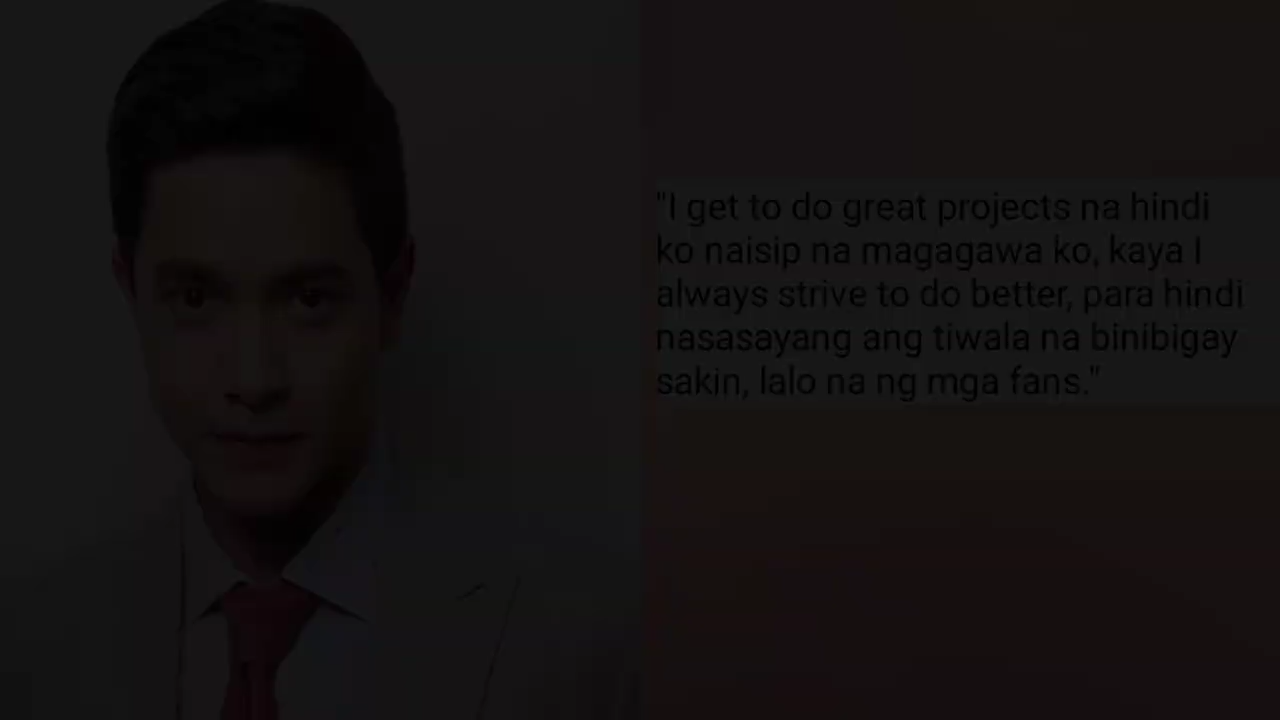 "I get to do great projects na hindi
ko naisip na magagawa ko, kaya I
always strive to do better, para hindi
nasasayang ang tiwala na binibigay
sakin, lalo na ng mga fans."